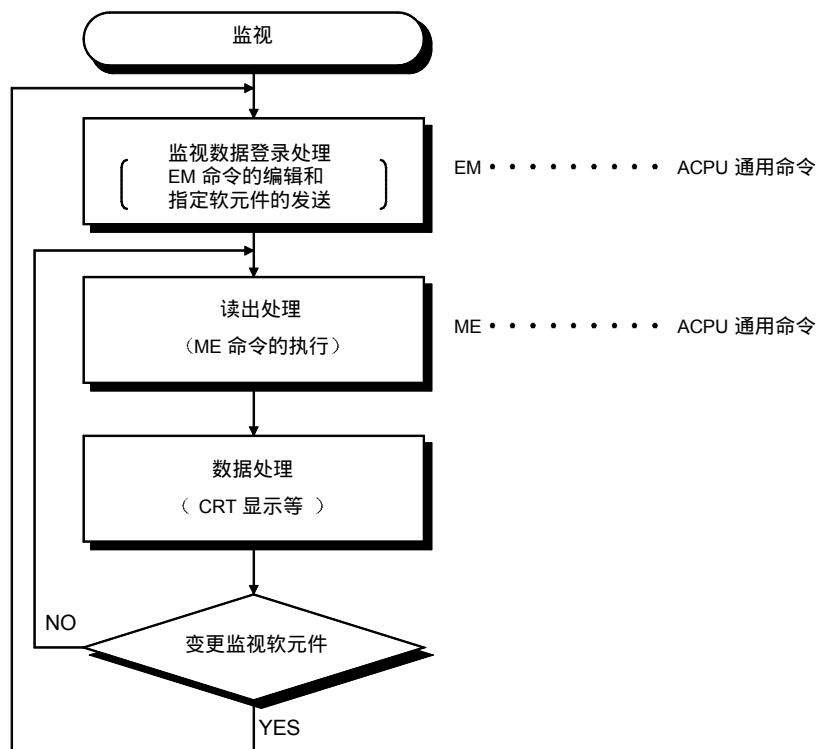 监视
监视数据登录处理
EM 命令的编辑和
指定软元件的发送
EM・・・・・・・・・ ACPU 通用命令
读出处理
（ME 命令的执行）
ME・・・・・・・・・ ACPU 通用命令
数据处理
（ CRT 显示等 ）
变更监视软元件
NO
YES